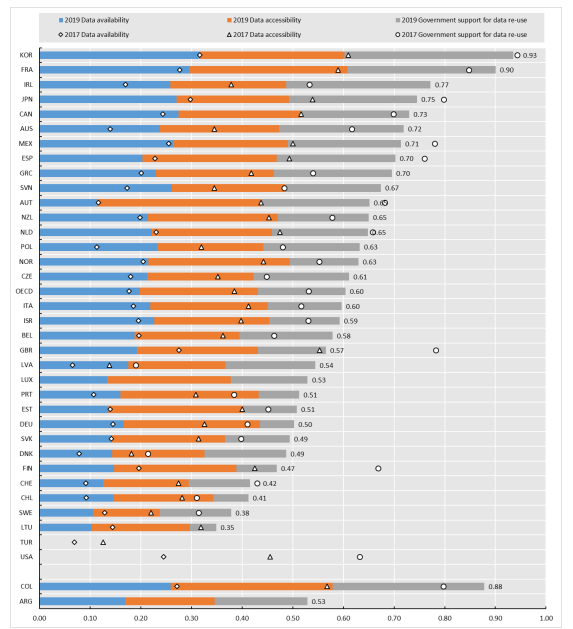 2019 Data availability 2019 Data accessibility 2019 Government support for data re-use
2017 Data availability 2017 Data accessibility 2017 Government support for data re-use
KOR 0.93
FRA 0.90
IRL 0.77
JPN 0.75
CAN 0.73
AUS 0.72
MEX 0.71
ESP 0.70
GRC 0.70
SVN 0.67
AUT
NZL 0.65
NLD 0.65
POL 0.63
NOR 0.63
CZE 0.61
OECD 0.60
ITA 0.60
ISR 0.59
BEL 0.58
GBR 0.57
LVA 0.54
LUX 0.53
PRT 0.51
EST 0.51
DEU 0.50
SVK 0.49
DNK 0.49
FIN 0.47
CHE 0.42
CHL 0.41
SWE 0.38
LTU 0.35
TUR
USA
COL 0.88
ARG 0.53
0.00 0.10 0.20 0.30 0.40 0.50 0.60 0.70 0.80 0.90 1.00